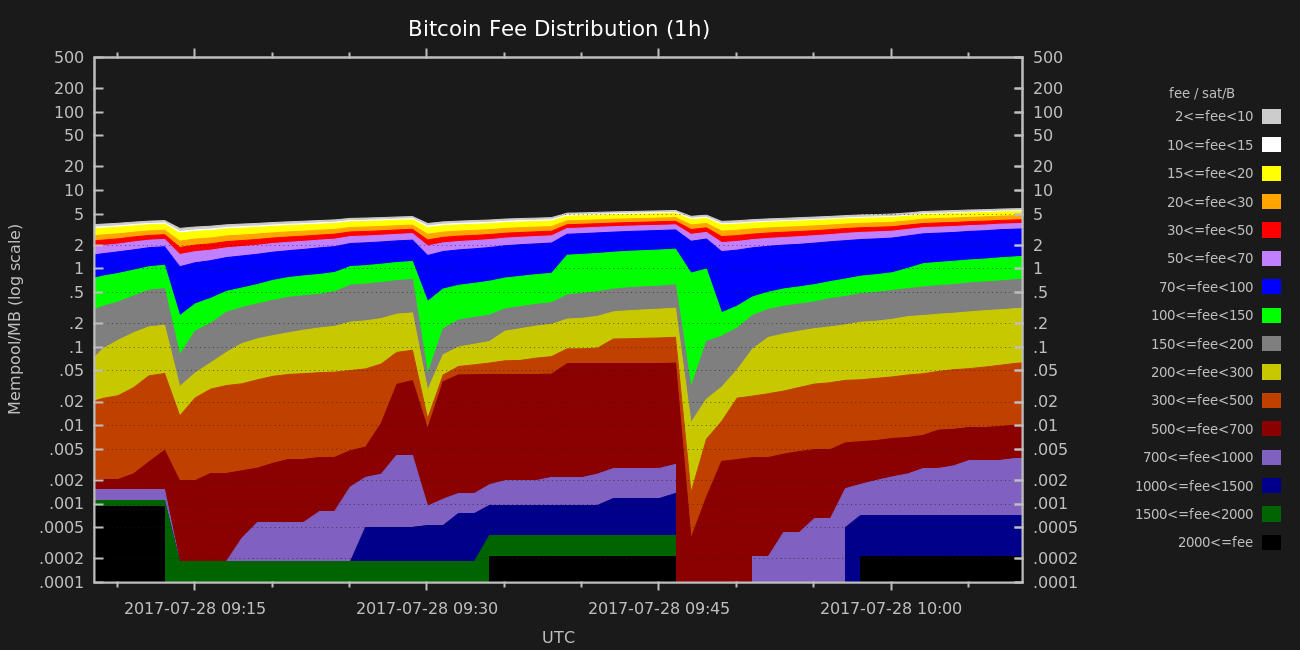 Bitcoin Fee Distribution (1h)
Mempool/MB (log scale)
500
200
100
50
20
10
5
2
1
.5
.2
.1
.05
.02
.01
.005
.002
.001
.0005
.0002
.0001
500
200
100
50
20
10
5
2
1
.5
.2
.1
.05
.02
.01
.005
.002
.001
.0005
.0002
.0001
2017-07-28 09:15
2017-07-28 09:30
2017-07-28 09:45
2017-07-28 10:00
UTC
fee / sat/B
2<=fee<10
10<=fee<15
15<=fee<20
20<=fee<30
30<=fee<50
50<=fee<70
70<=fee<100
100<=fee<150
150<=fee<200
200<=fee<300
300<=fee<500
500<=fee<700
700<=fee<1000
1000<=fee<1500
1500<=fee<2000
2000<=fee